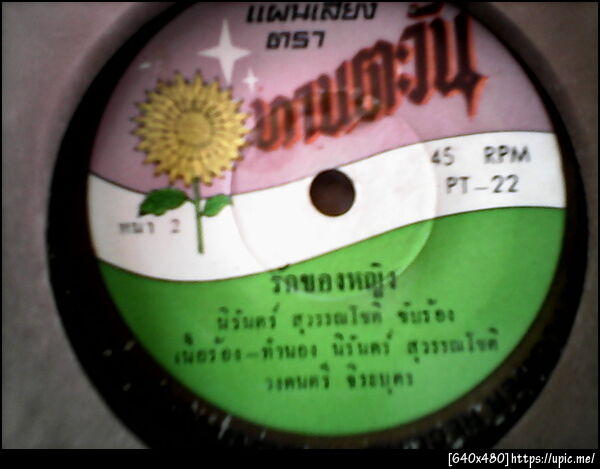 แผ่นเสียง
ตรา
ทานตะวัน
45 RPM
PT-22
หน้า 2
รักของหญิง
นิรันดร์ สุวรรณโชติ ขับร้อง
เนื้อร้อง-ทำนอง นิรันดร์ สุวรรณโชติ
วงดนตรี จิระบุตร
[640x480]https://upic.me/